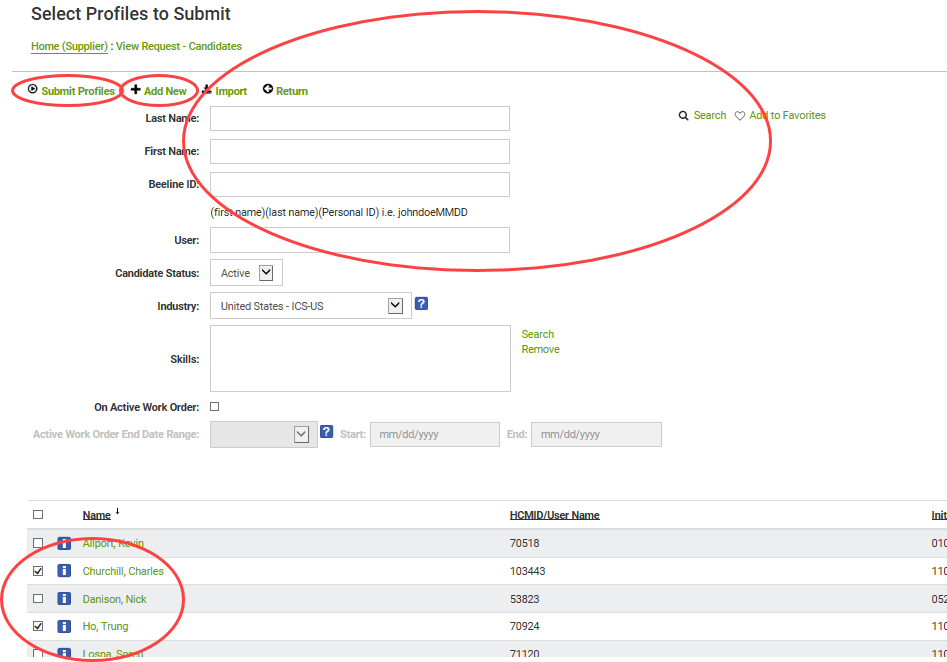 Select Profiles to Submit
Home (Supplier) : View Request - Candidates
Submit Profiles Add New Import Return
Last Name: Search Add to Favorites
First Name:
Beeline ID:
(first name)(last name)(Personal ID) i.e. johndoeMMDD
User:
Candidate Status: Active
Industry: United States - ICS-US ?
Skills: Search
Remove
On Active Work Order:
Active Work Order End Date Range: ? Start: mm/dd/yyyy End: mm/dd/yyyy
Name HCMID/User Name Init
Allport, Kevin 70518 010
Churchill, Charles 103443 110
Danison, Nick 53823 052
Ho, Trung 70924 110
71120 110